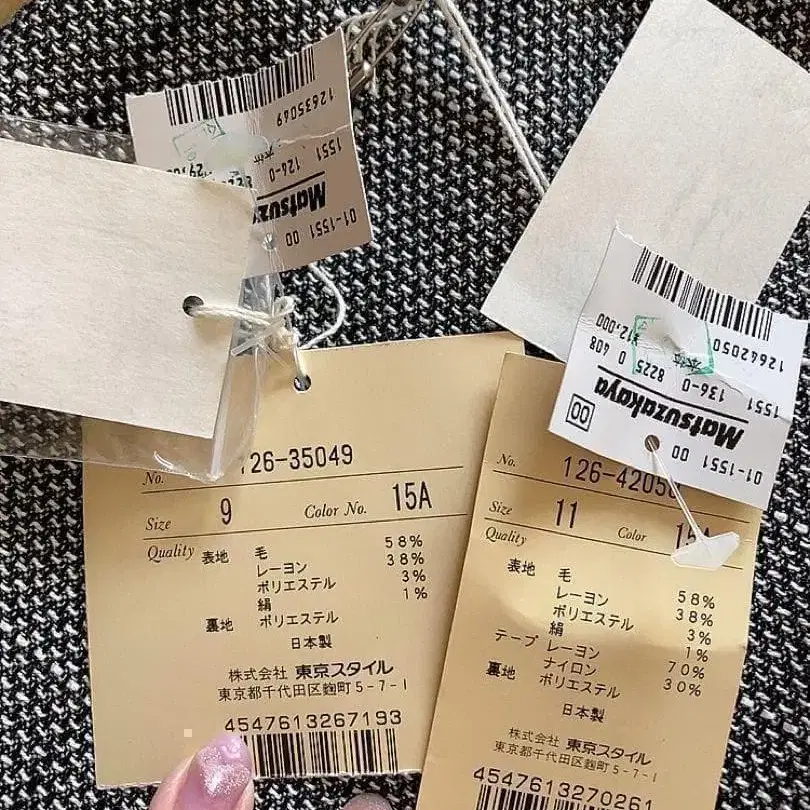 12635049
1551 124-0
Matsuz
01-1551 00
No. 126-35049
Size 9 Color No. 15A
Quality 表地 毛 58%
レーヨン 38%
ポリエステル 3%
絹 1%
裏地 ポリエステル
日本製
株式会社 東京スタイル
東京都千代田区麹町5-7-1
4547613267193
12642050
¥12,000
1551 136-0 8225 0 408
Matsuzakaya
01-1551 00
00
No. 126-42050
Size 11 Color 15A
Quality
表地 毛 58%
レーヨン 38%
ポリエステル 3%
絹 1%
テープ レーヨン 70%
ナイロン 30%
裏地 ポリエステル
日本製
株式会社 東京スタイル
東京都千代田区麹町5-7-1
4547613270261